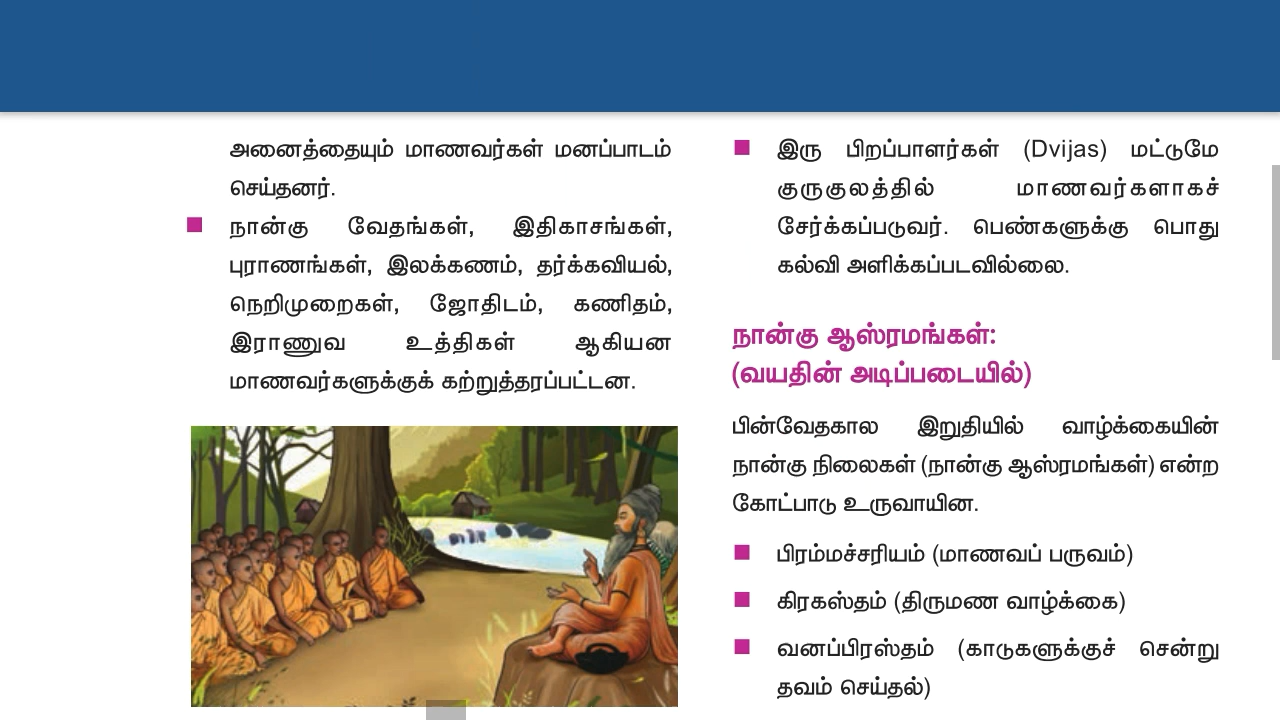 அனைத்தையும் மாணவர்கள் மனப்பாடம்
செய்தனர்.
■ நான்கு வேதங்கள், இதிகாசங்கள்,
புராணங்கள், இலக்கணம், தர்க்கவியல்,
நெறிமுறைகள், ஜோதிடம், கணிதம்,
இராணுவ உத்திகள் ஆகியன
மாணவர்களுக்குக் கற்றுத்தரப்பட்டன.
■ இரு பிறப்பாளர்கள் (Dvijas) மட்டுமே
குருகுலத்தில் மாணவர்களாகச்
சேர்க்கப்படுவர். பெண்களுக்கு பொது
கல்வி அளிக்கப்படவில்லை.
நான்கு ஆஸ்ரமங்கள்:
(வயதின் அடிப்படையில்)
பின்வேதகால இறுதியில் வாழ்க்கையின்
நான்கு நிலைகள் (நான்கு ஆஸ்ரமங்கள்) என்ற
கோட்பாடு உருவாயின.
■ பிரம்மச்சரியம் (மாணவப் பருவம்)
■ கிரகஸ்தம் (திருமண வாழ்க்கை)
■ வனப்பிரஸ்தம் (காடுகளுக்குச் சென்று
தவம் செய்தல்)